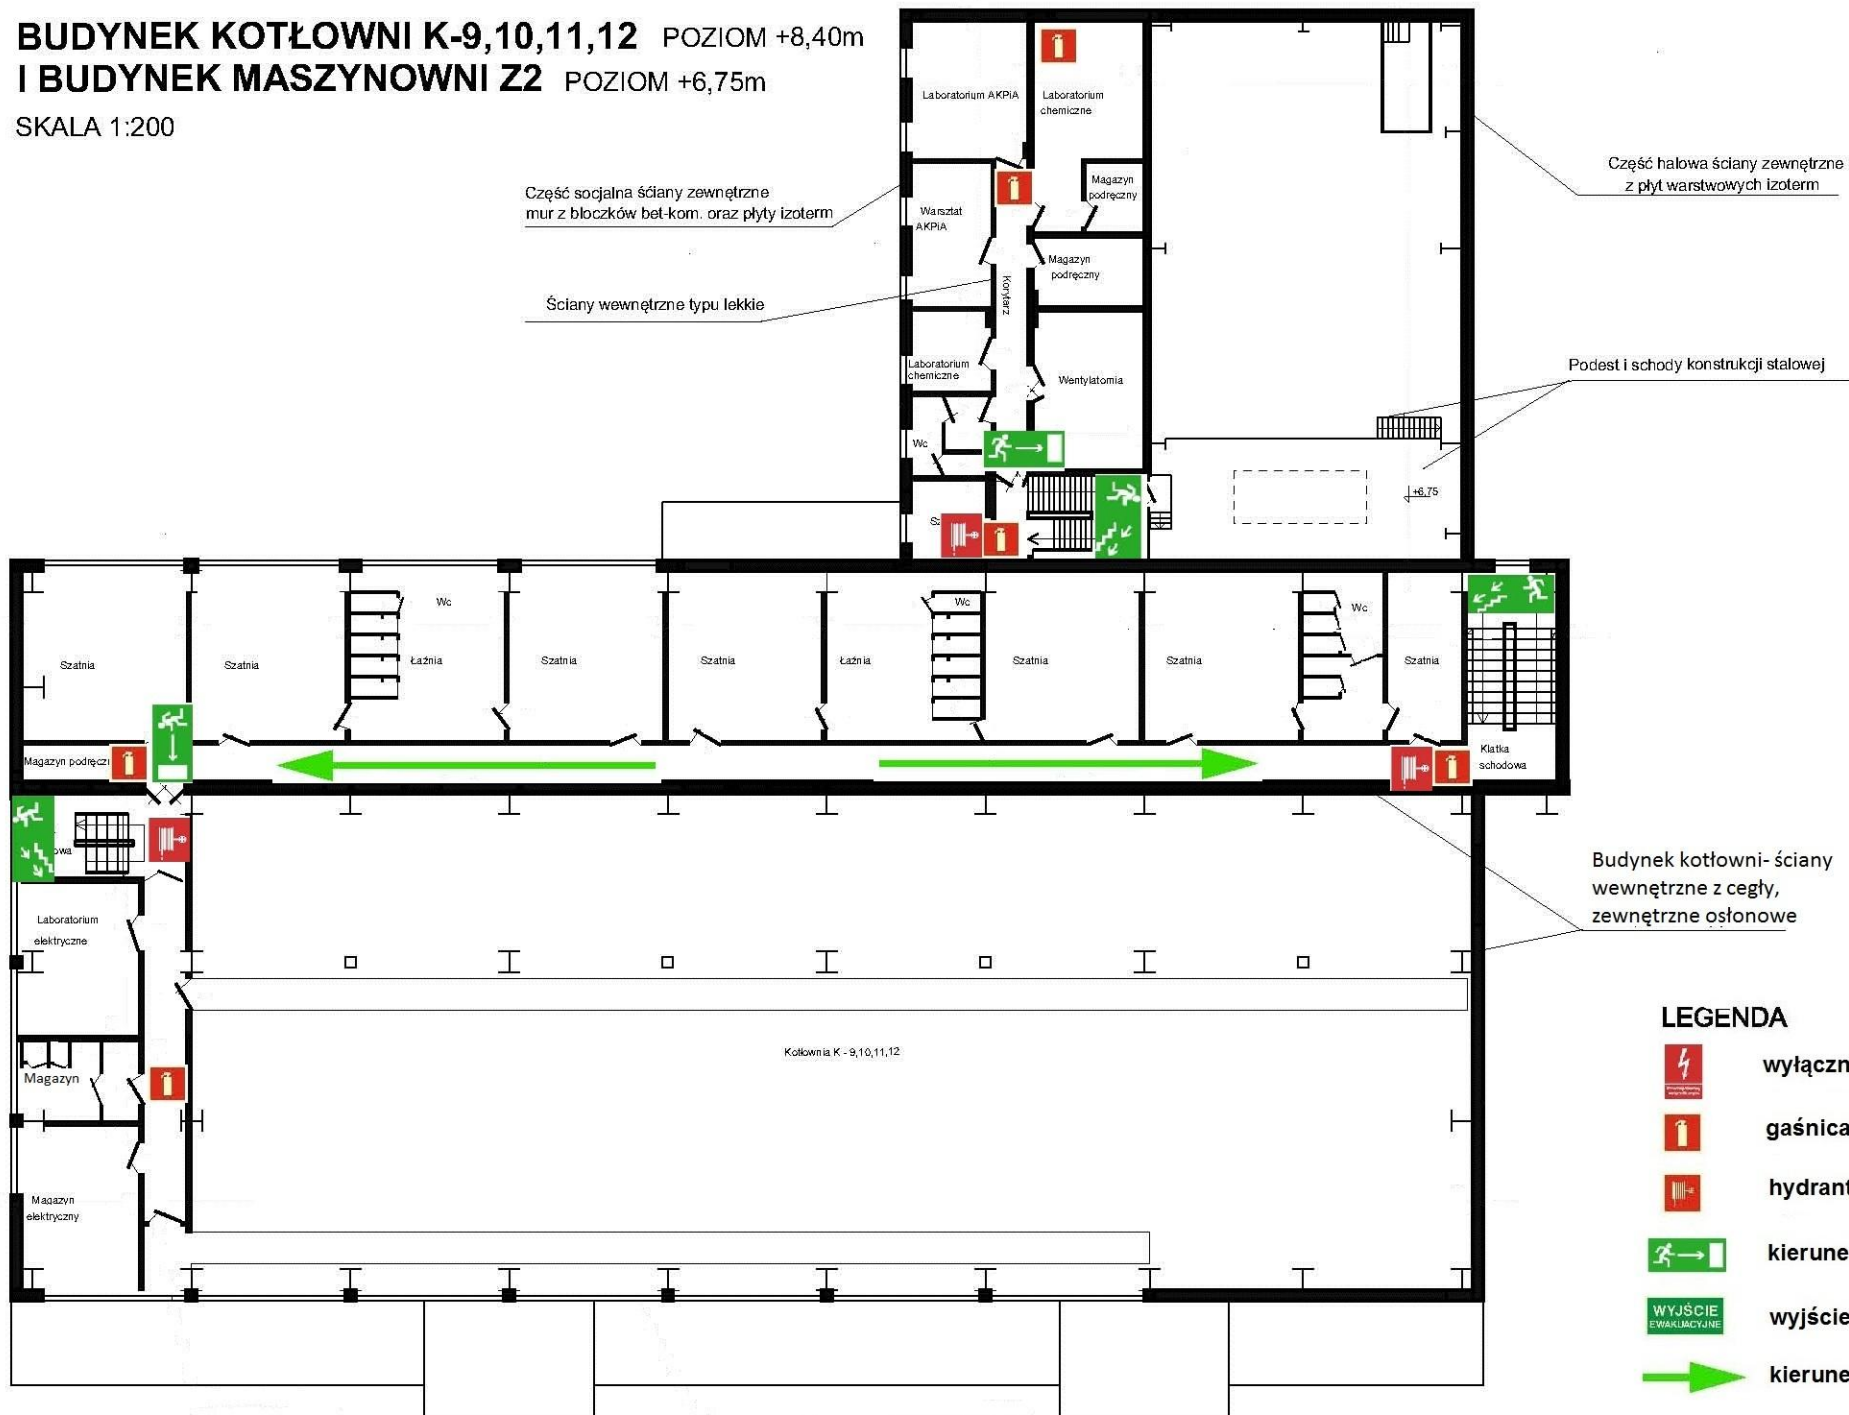 BUDYNEK KOTŁOWNI K-9,10,11,12 POZIOM +8,40m
I BUDYNEK MASZYNOWNI Z2 POZIOM +6,75m
SKALA 1:200
Laboratorium AKPiA
Laboratorium
chemiczne
Część halowa ściany zewnętrzne
z płyt warstwowych izoterm
Część socjalna śćiany zewnętrzne
mur z bloczków bet-kom. oraz płyty izoterm
Magazyn
podręczny
Warsztat
AKPiA
Magazyn
podręczny
Korytarz
Ściany wewnętrzne typu lekkie
Laboratorium
chemiczne
Wentylatornia
Podest i schody konstrukcji stalowej
Wc
+6,75
Sz
Wc
Wc
Wc
Szatnia
Szatnia
Łaźnia
Szatnia
Szatnia
Łaźnia
Szatnia
Szatnia
Szatnia
Magazyn podręcz
Klatka
schodowa
owa
Budynek kotłowni- ściany
wewnętrzne z cegły,
zewnętrzne osłonowe
Laboratorium
elektryczne
Kotłownia K - 9,10,11,12
Magazyn
Magazyn
elektryczny
LEGENDA
wyłączn
gaśnica
hydrant
kierune
WYJŚCIE
EWAKUACYJNE
wyjście
kierune